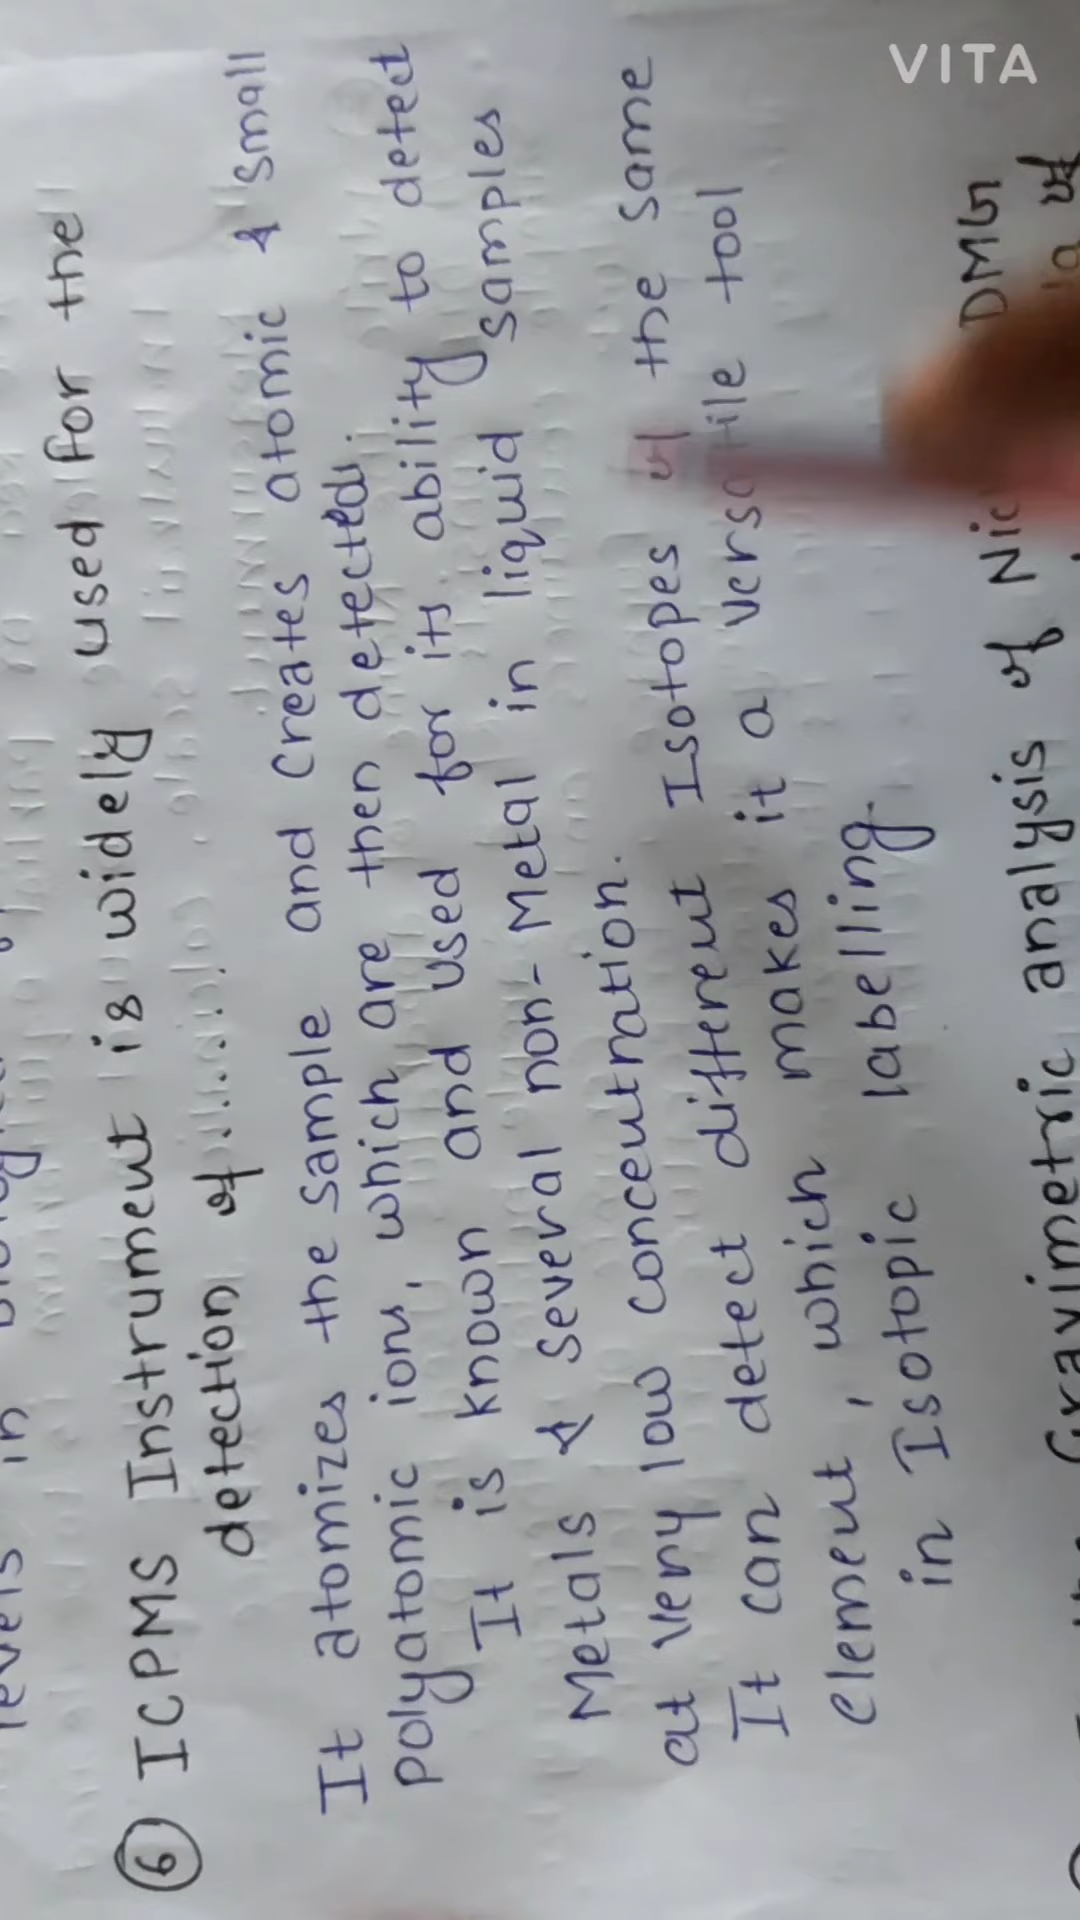 levels in
⑥ ICPMS Instrument is widely used for the
detection of ........
It atomizes the sample and creates atomic & small
polyatomic ions, which are then detected.
It is known and used for its ability to detect
Metals & several non-Metal in liquid samples
at very low concentration.
It can detect different Isotopes of the same
element, which makes it a versatile tool
in Isotopic labelling.
Gravimetric analysis of DMG
of
VITA